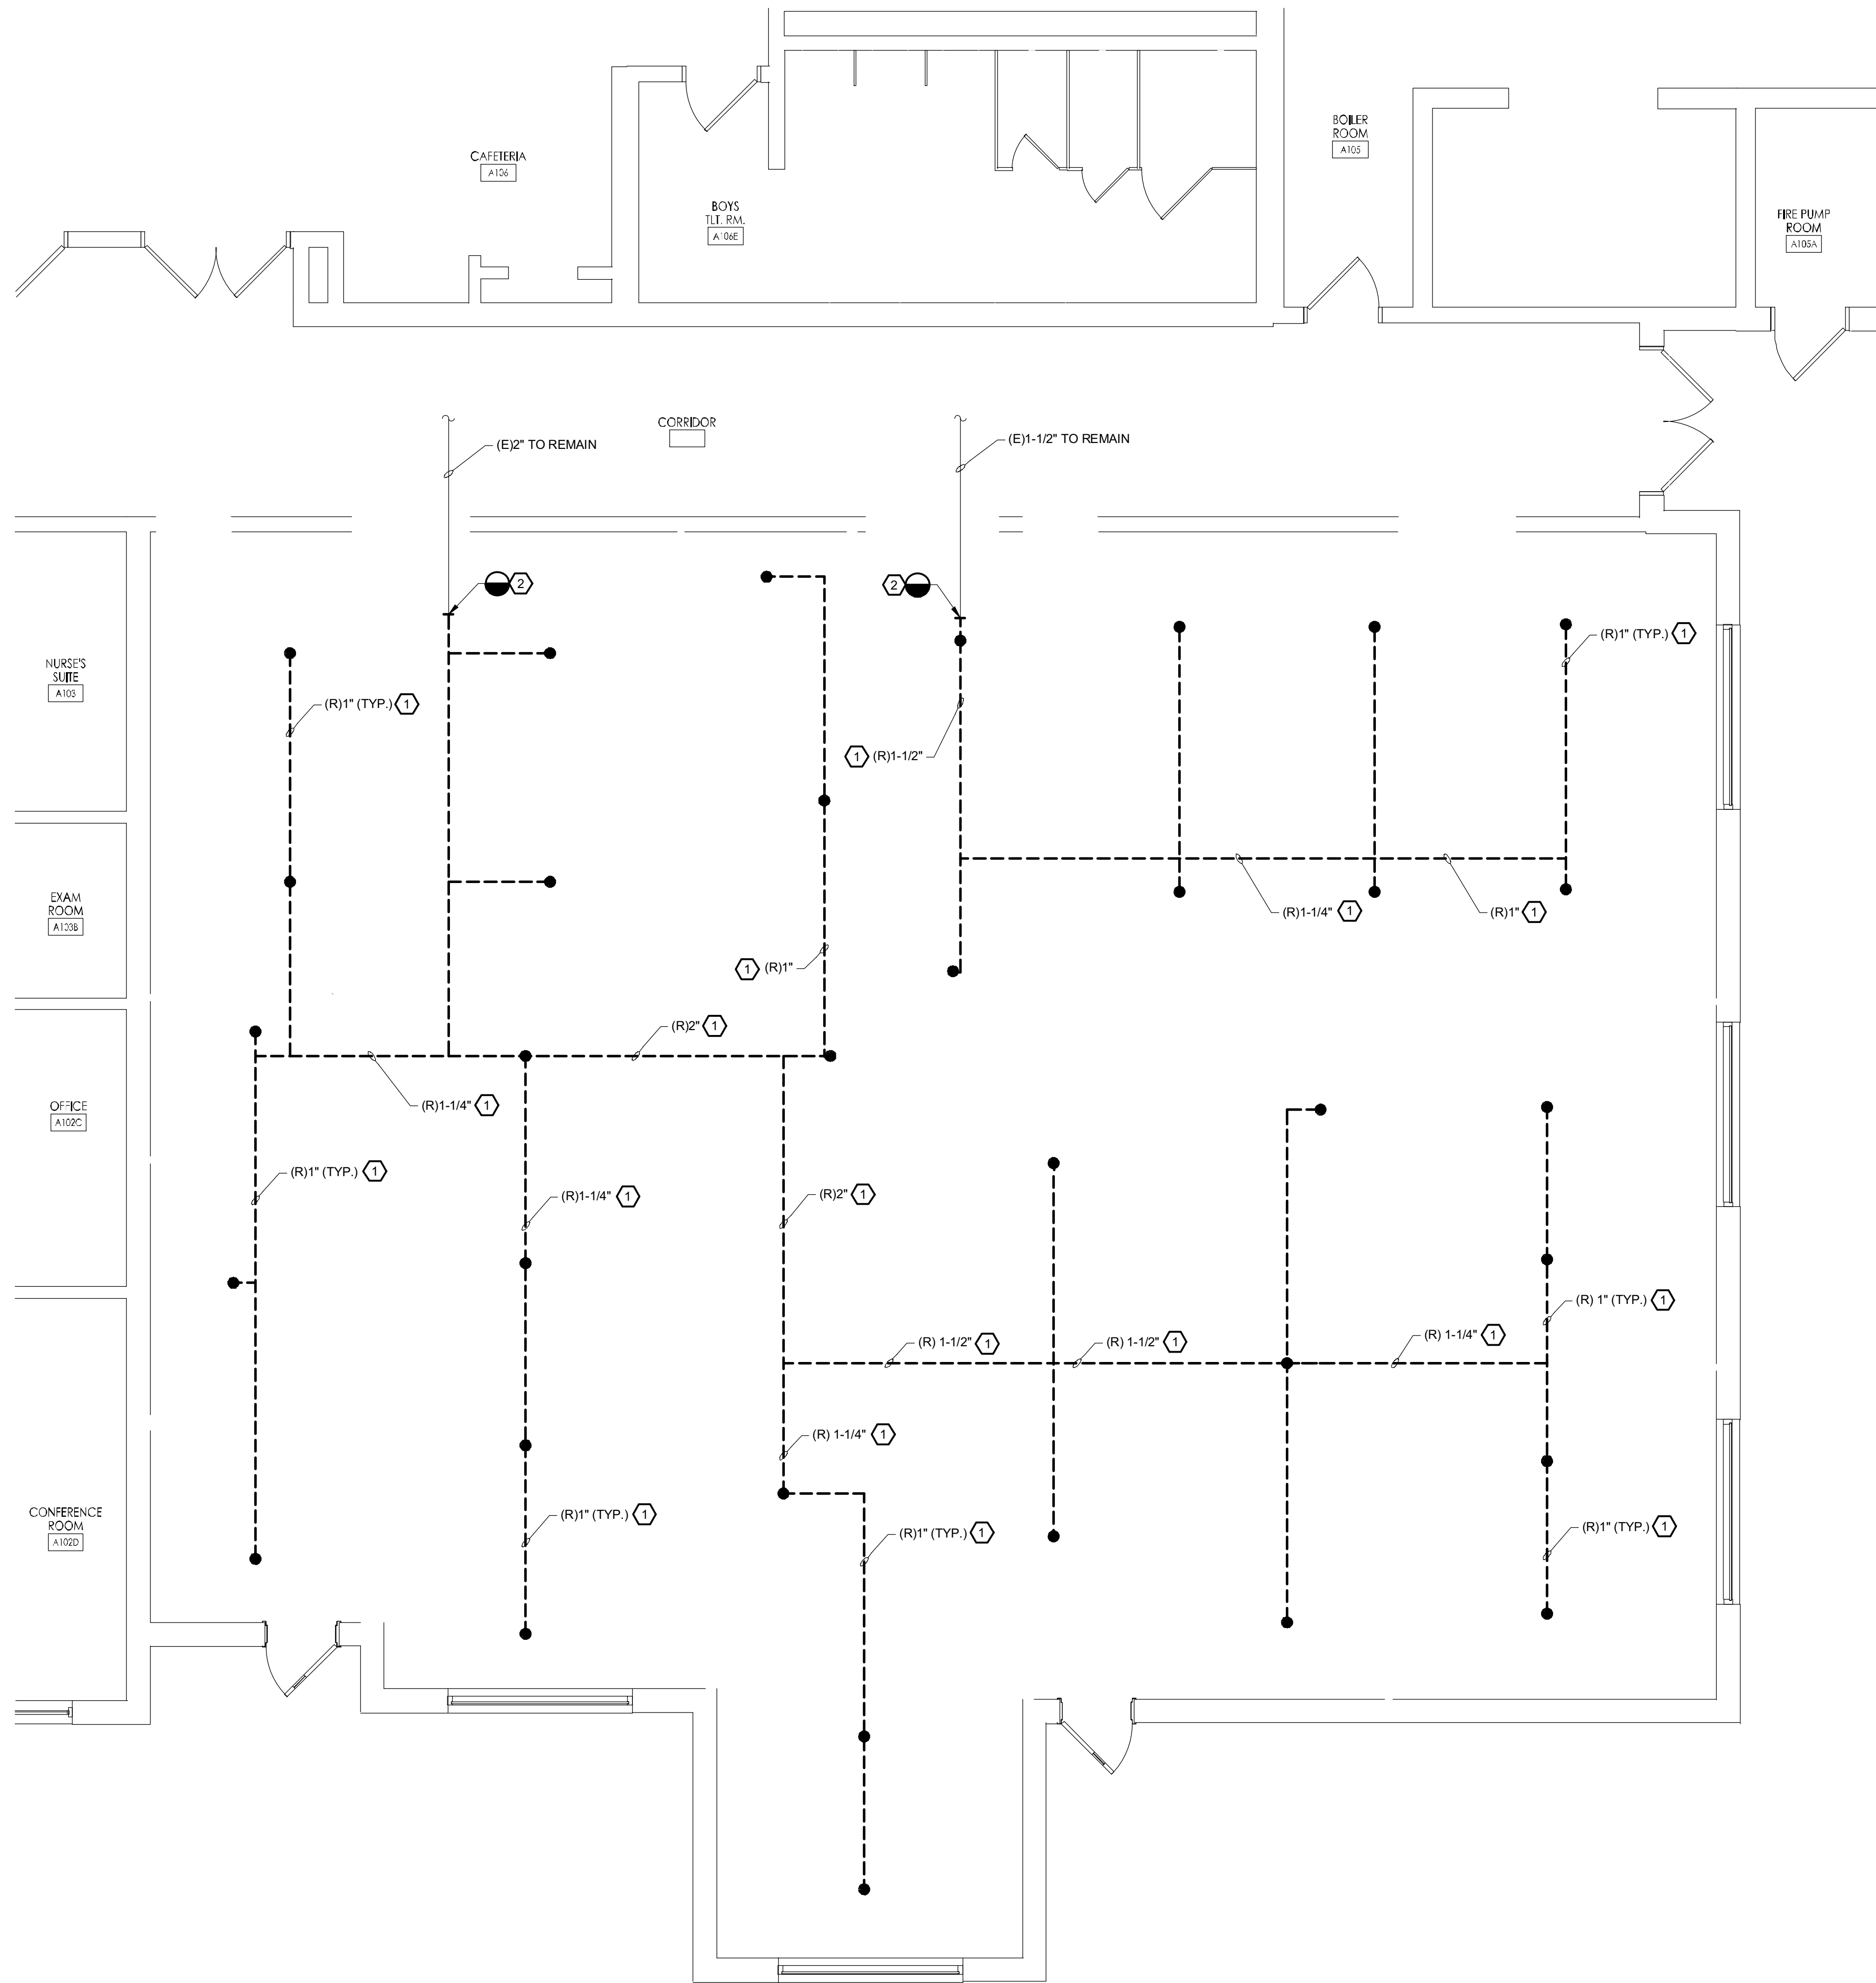 BOILER
ROOM
A105
CAFETERIA
A106
BOYS
TLT. RM.
A106E
FIRE PUMP
ROOM
A105A
CORRIDOR
(E)2" TO REMAIN
(E)1-1/2" TO REMAIN
2
2
(R)1" (TYP.) 1
NURSE'S
SUITE
A103
(R)1" (TYP.) 1
1 (R)1-1/2"
EXAM
ROOM
A103B
(R)1-1/4" 1
(R)1" 1
1 (R)1"
(R)2" 1
OFFICE
A102C
(R)1-1/4" 1
(R)1" (TYP.) 1
(R)1-1/4" 1
(R)2" 1
(R) 1" (TYP.) 1
(R) 1-1/2" 1
(R) 1-1/2" 1
(R) 1-1/4" 1
(R) 1-1/4" 1
CONFERENCE
ROOM
A102D
(R)1" (TYP.) 1
(R)1" (TYP.) 1
(R)1" (TYP.) 1